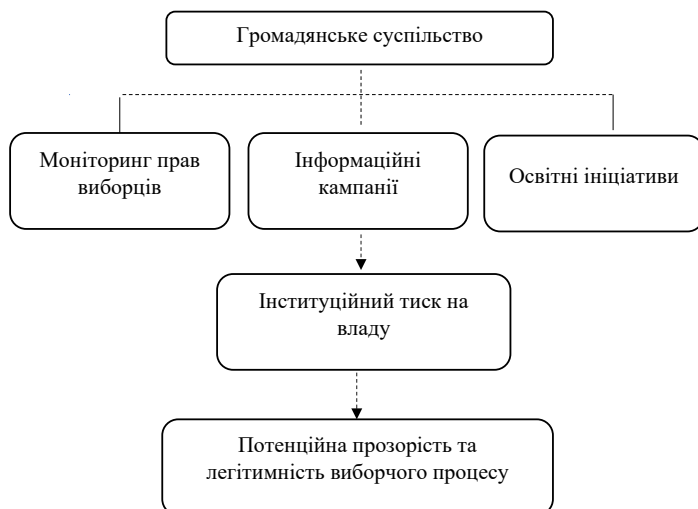 Громадянське суспільство
Моніторинг прав
виборців
Інформаційні
кампанії
Освітні ініціативи
Інституційний тиск на
владу
Потенційна прозорість та
легітимність виборчого процесу